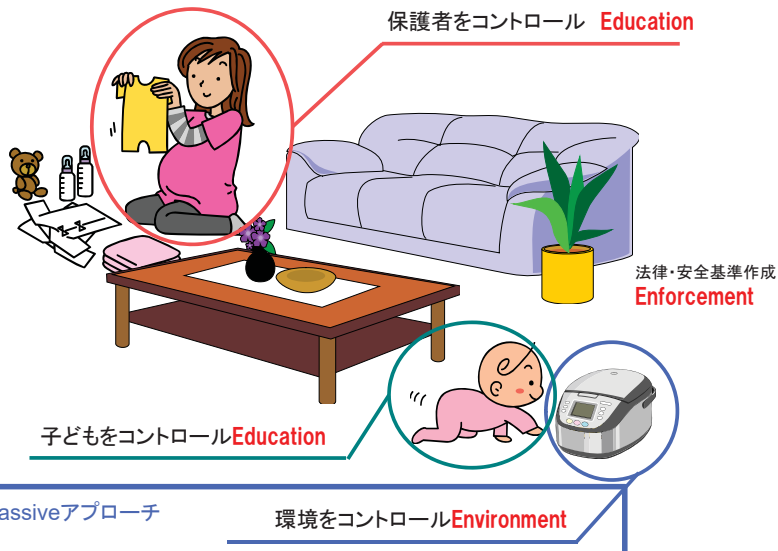 保護者をコントロール Education
法律・安全基準作成
Enforcement
子どもをコントロールEducation
assiveアプローチ
環境をコントロールEnvironment